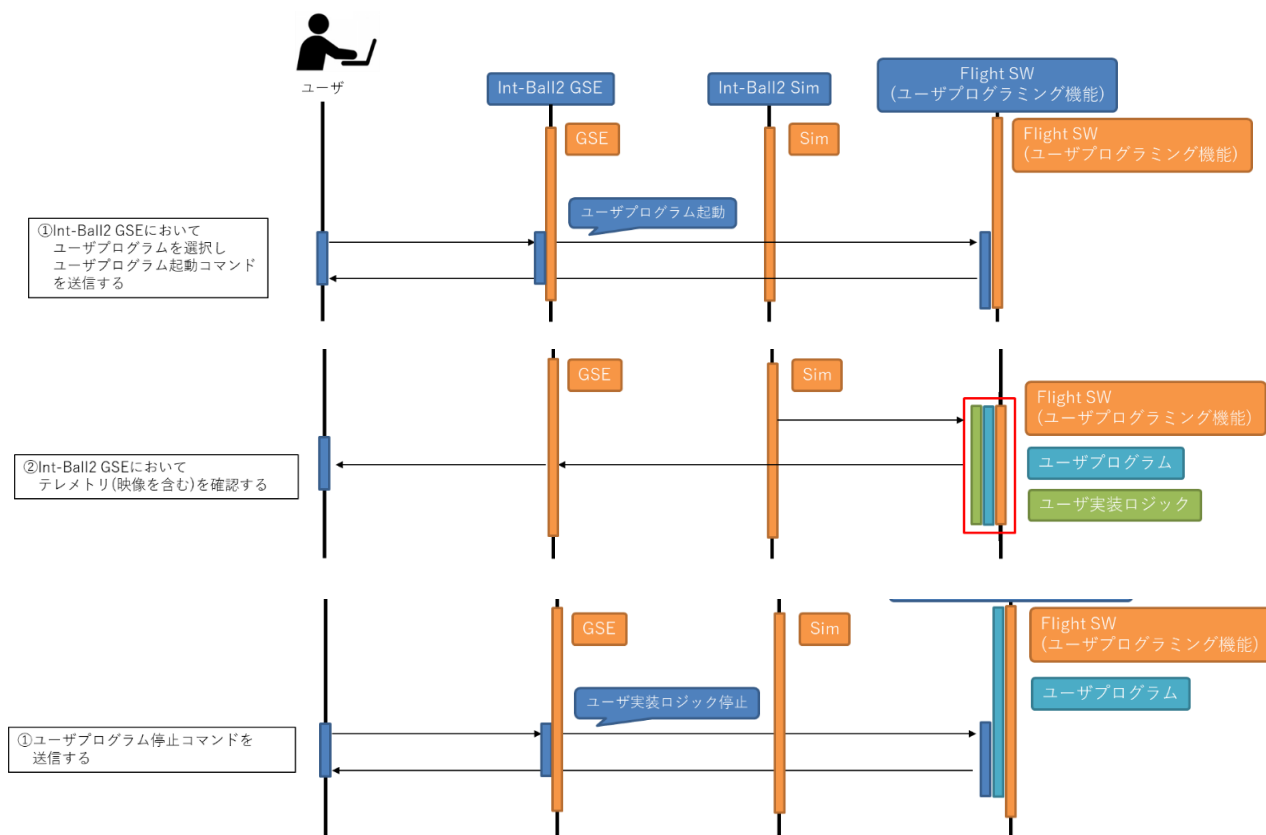 ユーザ
Int-Ball2 GSE
Int-Ball2 Sim
Flight SW
(ユーザプログラミング機能)
GSE
Sim
Flight SW
(ユーザプログラミング機能)
①Int-Ball2 GSEにおいて
ユーザプログラムを選択し
ユーザプログラム起動コマンド
を送信する
ユーザプログラム起動
GSE
Sim
Flight SW
(ユーザプログラミング機能)
②Int-Ball2 GSEにおいて
テレメトリ(映像を含む)を確認する
ユーザプログラム
ユーザ実装ロジック
GSE
Sim
Flight SW
(ユーザプログラミング機能)
ユーザプログラム
①ユーザプログラム停止コマンドを
送信する
ユーザ実装ロジック停止